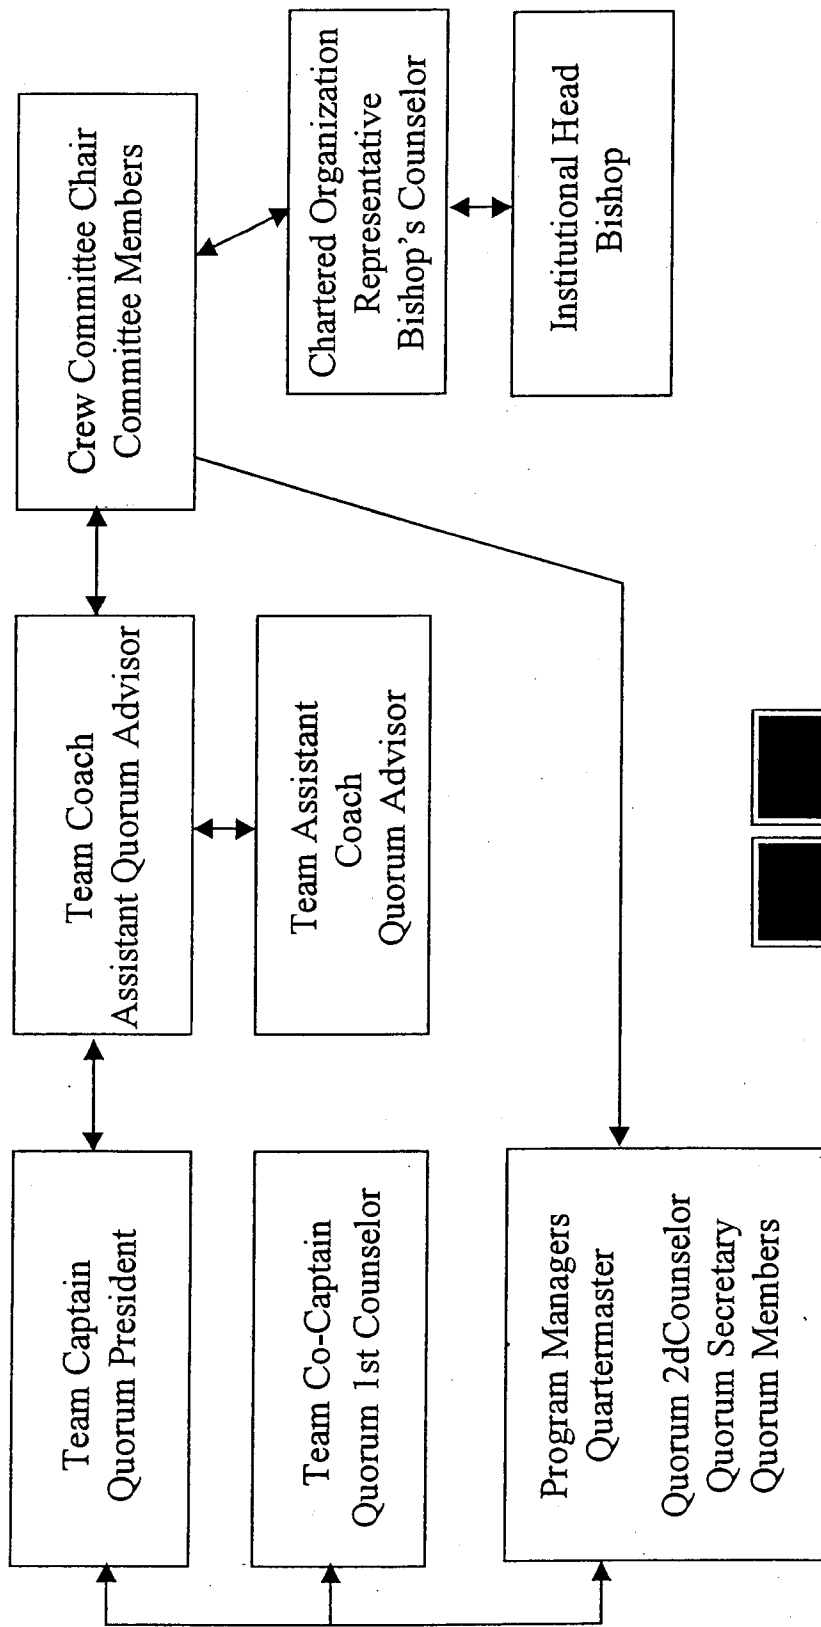 Team Captain
Quorum President
Team Co-Captain
Quorum 1st Counselor
Program Managers
Quartermaster
Quorum 2dCounselor
Quorum Secretary
Quorum Members
Team Coach
Assistant Quorum Advisor
Team Assistant
Coach
Quorum Advisor
Crew Committee Chair
Committee Members
Chartered Organization
Representative
Bishop's Counselor
Institutional Head
Bishop